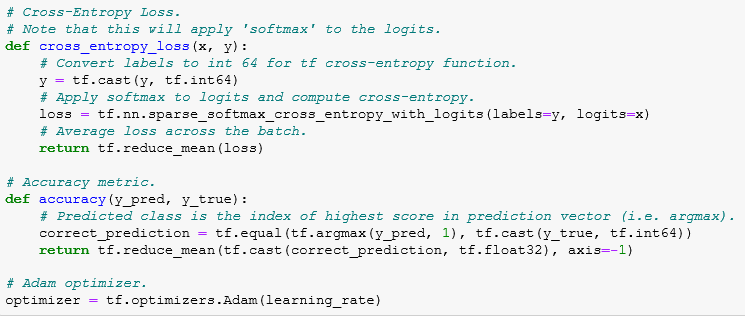 # Cross-Entropy Loss.
# Note that this will apply 'softmax' to the logits.
def cross_entropy_loss(x, y):
    # Convert labels to int 64 for tf cross-entropy function.
    y = tf.cast(y, tf.int64)
    # Apply softmax to logits and compute cross-entropy.
    loss = tf.nn.sparse_softmax_cross_entropy_with_logits(labels=y, logits=x)
    # Average loss across the batch.
    return tf.reduce_mean(loss)

# Accuracy metric.
def accuracy(y_pred, y_true):
    # Predicted class is the index of highest score in prediction vector (i.e. argmax).
    correct_prediction = tf.equal(tf.argmax(y_pred, 1), tf.cast(y_true, tf.int64))
    return tf.reduce_mean(tf.cast(correct_prediction, tf.float32), axis=-1)

# Adam optimizer.
optimizer = tf.optimizers.Adam(learning_rate)